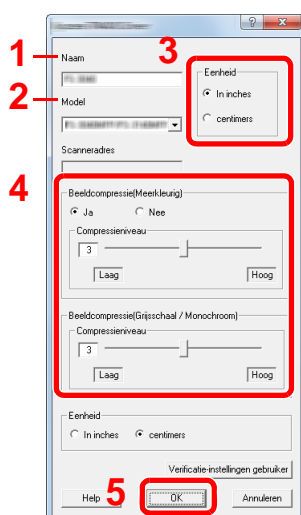 1
Naam
3
Eenheid
In inches
centimers
2
Model
Scanneradres
4
Beeldcompressie(Meerkleurig)
Ja Nee
Compressieniveau
3
Laag Hoog
Beeldcompressie(Grijsschaal / Monochroom)
Compressieniveau
3
Laag Hoog
Eenheid
In inches centimers
Verificatie-instellingen gebruiker
5
Help OK Annuleren